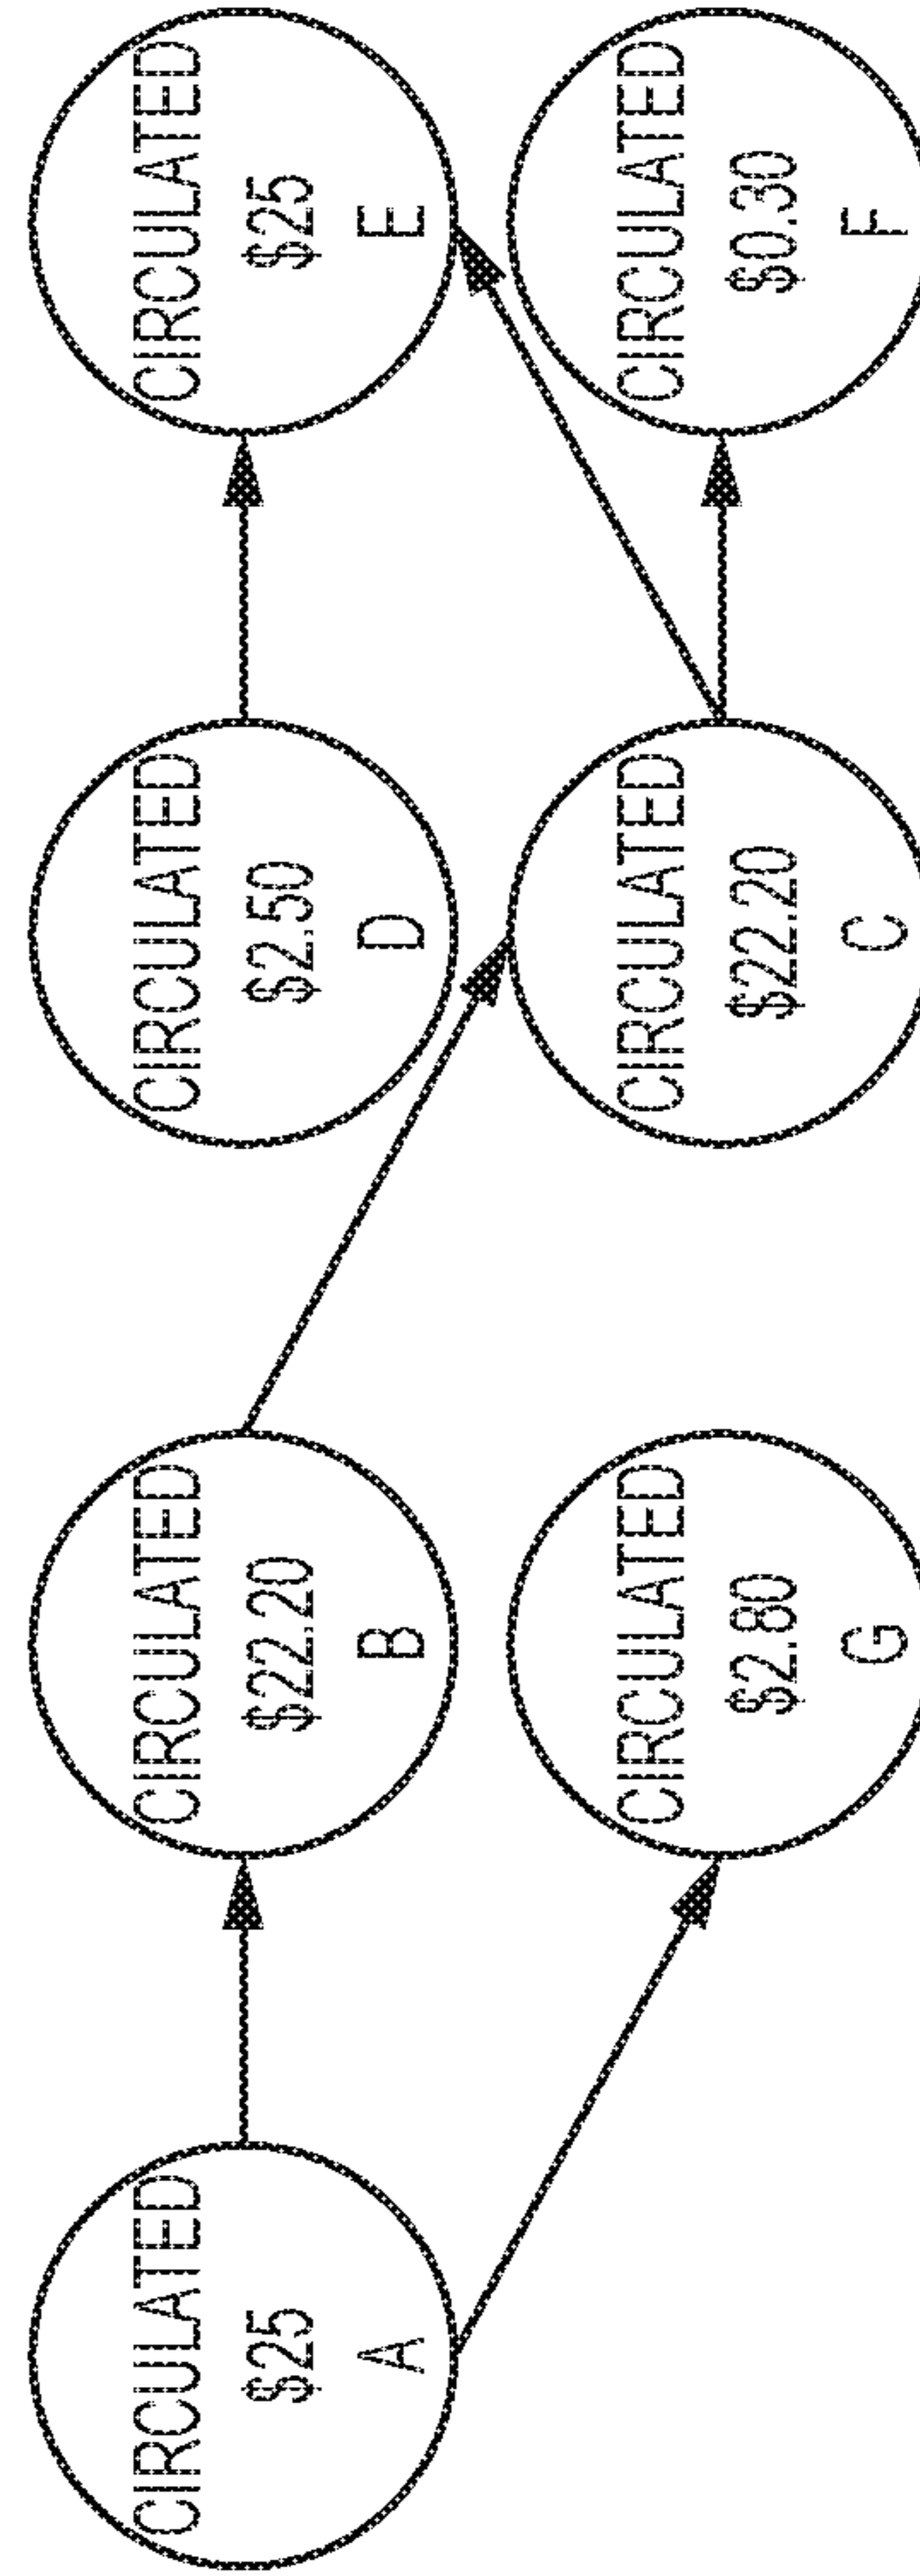 CIRCULATED
$25
A
CIRCULATED
$22.20
B
CIRCULATED
$2.80
G
CIRCULATED
$2.50
D
CIRCULATED
$22.20
C
CIRCULATED
$25
E
CIRCULATED
$0.30
F